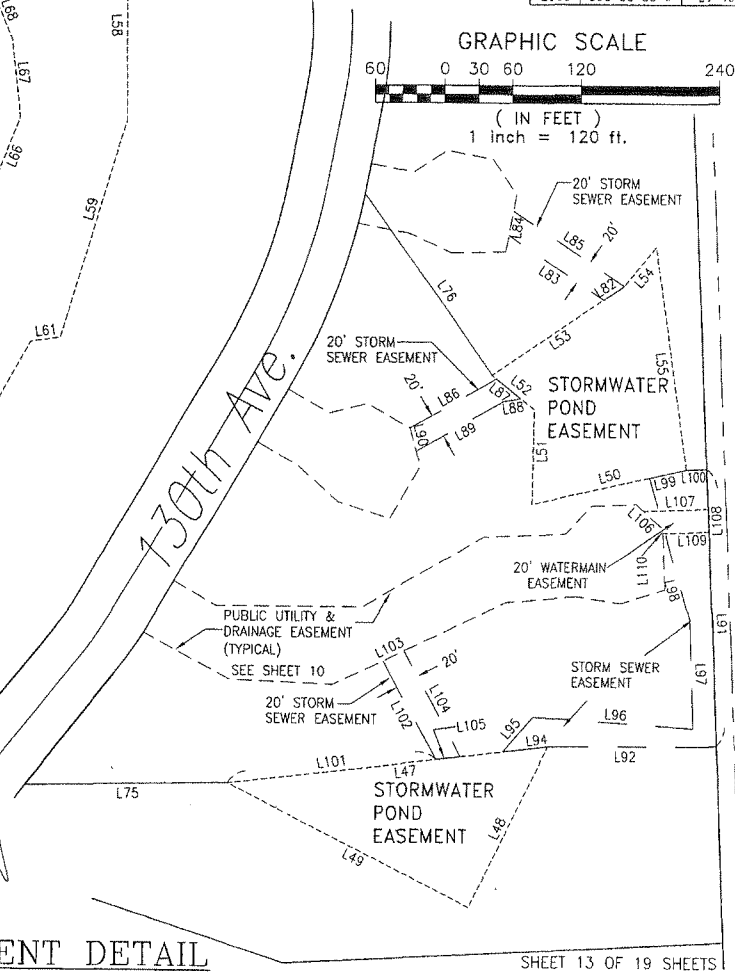 L68
L67
L66
L58
L59
L61
GRAPHIC SCALE
60 0 30 60 120 240
( IN FEET )
1 inch = 120 ft.
20' STORM
SEWER EASEMENT
L84
L85
20'
L83
L82
L54
L76
L53
L55
20' STORM
SEWER EASEMENT
20'
L86
L87
L52
L88
L89
L90
L51
STORMWATER
POND
EASEMENT
L50
L99
L100
L107
L106
L108
L109
L110
L98
L91
130th Ave.
20' WATERMAIN
EASEMENT
PUBLIC UTILITY &
DRAINAGE EASEMENT
(TYPICAL)
SEE SHEET 10
L103
20'
20' STORM
SEWER EASEMENT
L102
L104
L105
STORM SEWER
EASEMENT
L97
L95
L96
L94
L92
L101
L47
L75
STORMWATER
POND
EASEMENT
L48
L49
ENT DETAIL
SHEET 13 OF 19 SHEETS